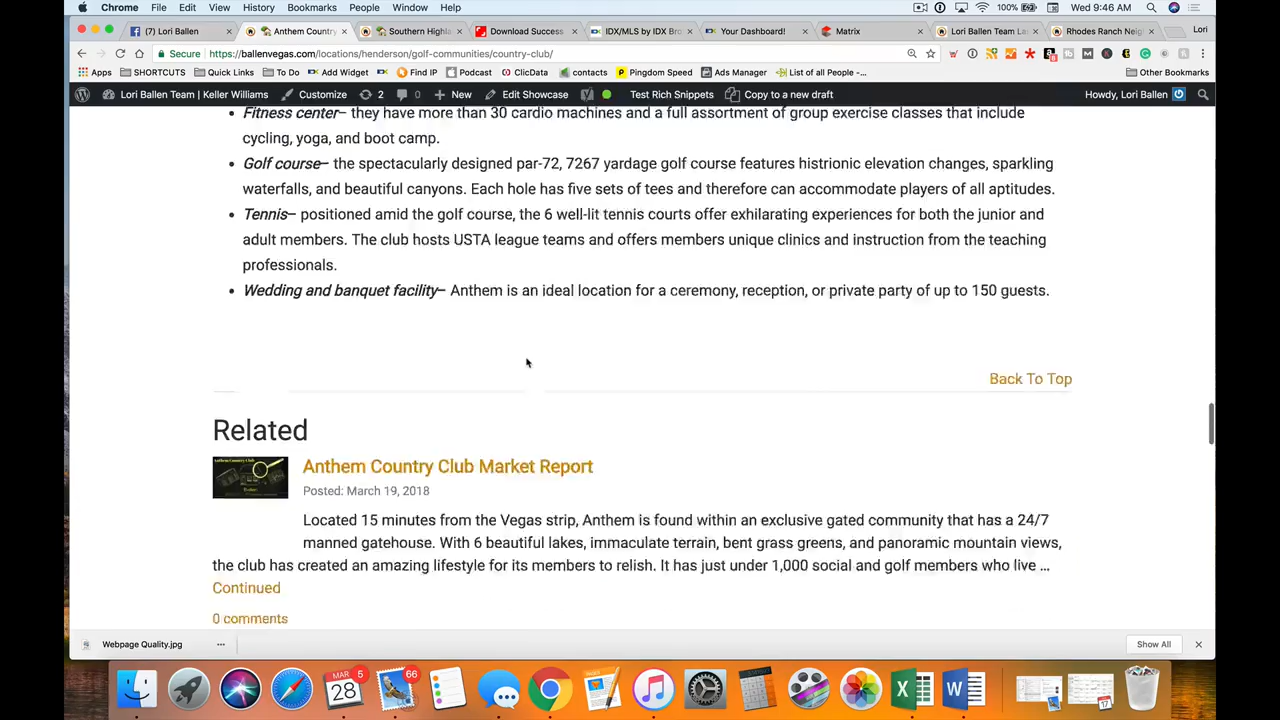 Chrome File Edit View History Bookmarks People Window Help 100% Wed 9:46 AM
(7) Lori Ballen Anthem Country Southern Highla Download Success IDX/MLS by IDX Bro Your Dashboard! Matrix Lori Ballen Team La Rhodes Ranch Neig Lori
Secure https://ballenvegas.com/locations/henderson/golf-communities/country-club/
Apps SHORTCUTS Quick Links To Do Add Widget Find IP Podcast ClicData contacts Pingdom Speed Ad Manager List of all People - Other Bookmarks
Lori Ballen Team | Keller Williams Customize 2 0 New Edit Showcase Test Rich Snippets Copy to a new draft Howdy, Lori Ballen
Fitness center– they have more than 30 cardio machines and a full assortment of group exercise classes that include
cycling, yoga, and boot camp.
Golf course– the spectacularly designed par-72, 7267 yardage golf course features histrionic elevation changes, sparkling
waterfalls, and beautiful canyons. Each hole has five sets of tees and therefore can accommodate players of all aptitudes.
Tennis– positioned amid the golf course, the 6 well-lit tennis courts offer exhilarating experiences for both the junior and
adult members. The club hosts USTA league teams and offers members unique clinics and instruction from the teaching
professionals.
Wedding and banquet facility– Anthem is an ideal location for a ceremony, reception, or private party of up to 150 guests.
Back To Top
Related
Anthem Country Club Market Report
Posted: March 19, 2018
Located 15 minutes from the Vegas strip, Anthem is found within an exclusive gated community that has a 24/7
manned gatehouse. With 6 beautiful lakes, immaculate terrain, bent grass greens, and panoramic mountain views,
the club has created an amazing lifestyle for its members to relish. It has just under 1,000 social and golf members who live ...
Continued
0 comments
Webpage Quality.jpg Show All
MAR 28 5 66 17